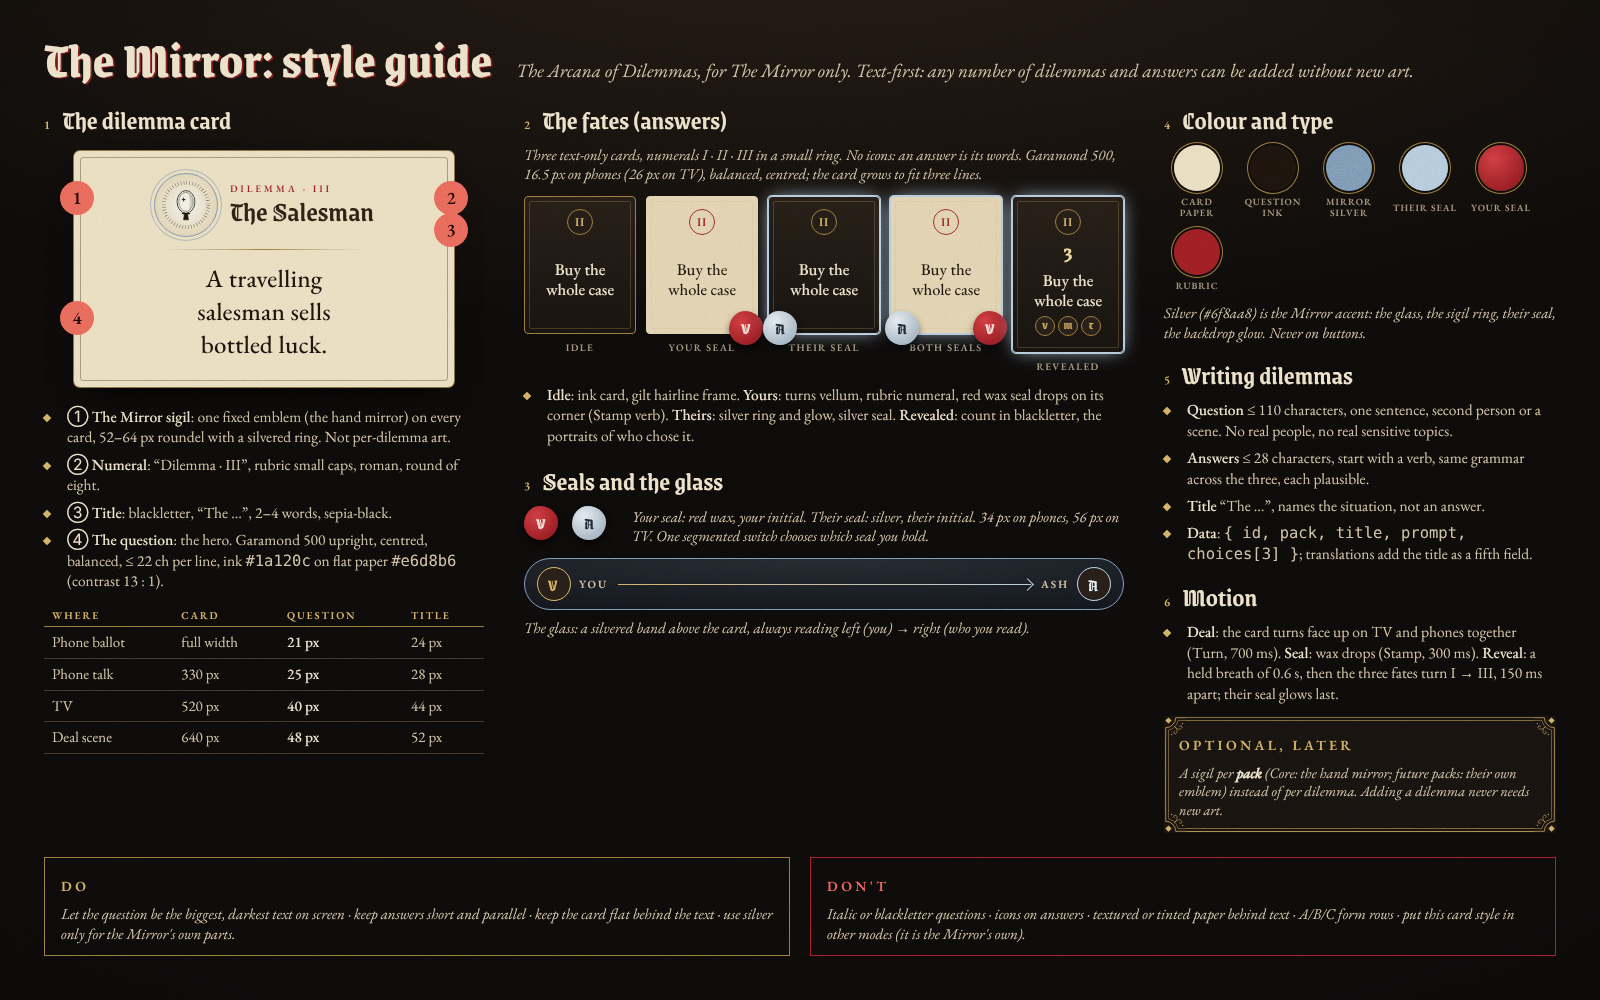 The Mirror: style guide
The Arcana of Dilemmas, for The Mirror only. Text-first: any number of dilemmas and answers can be added without new art.
1 The dilemma card
DILEMMA · III
The Salesman
1
2
3
4
A travelling
salesman sells
bottled luck.
① The Mirror sigil: one fixed emblem (the hand mirror) on every
card, 52–64 px roundel with a silvered ring. Not per-dilemma art.
② Numeral: “Dilemma · III”, rubric small caps, roman, round of
eight.
③ Title: blackletter, “The …”, 2–4 words, sepia-black.
④ The question: the hero. Garamond 500 upright, centred,
balanced, ≤ 22 ch per line, ink #1a120c on flat paper #e6d8b6
(contrast 13 : 1).
WHERE CARD QUESTION TITLE
Phone ballot full width 21 px 24 px
Phone talk 330 px 25 px 28 px
TV 520 px 40 px 44 px
Deal scene 640 px 48 px 52 px
2 The fates (answers)
Three text-only cards, numerals I · II · III in a small ring. No icons: an answer is its words. Garamond 500,
16.5 px on phones (26 px on TV), balanced, centred; the card grows to fit three lines.
II
Buy the
whole case
IDLE
II
Buy the
whole case
V
YOUR SEAL
II
Buy the
whole case
A
THEIR SEAL
II
Buy the
whole case
A V
BOTH SEALS
II
3
Buy the
whole case
V M T
REVEALED
Idle: ink card, gilt hairline frame. Yours: turns vellum, rubric numeral, red wax seal drops on its
corner (Stamp verb). Theirs: silver ring and glow, silver seal. Revealed: count in blackletter, the
portraits of who chose it.
3 Seals and the glass
V A
Your seal: red wax, your initial. Their seal: silver, their initial. 34 px on phones, 56 px on
TV. One segmented switch chooses which seal you hold.
V YOU ASH A
The glass: a silvered band above the card, always reading left (you) → right (who you read).
4 Colour and type
CARD
PAPER
QUESTION
INK
MIRROR
SILVER
THEIR SEAL
YOUR SEAL
RUBRIC
Silver (#6f8aa8) is the Mirror accent: the glass, the sigil ring, their seal,
the backdrop glow. Never on buttons.
5 Writing dilemmas
Question ≤ 110 characters, one sentence, second person or a
scene. No real people, no real sensitive topics.
Answers ≤ 28 characters, start with a verb, same grammar
across the three, each plausible.
Title “The …”, names the situation, not an answer.
Data: { id, pack, title, prompt,
choices[3] }; translations add the title as a fifth field.
6 Motion
Deal: the card turns face up on TV and phones together
(Turn, 700 ms). Seal: wax drops (Stamp, 300 ms). Reveal: a
held breath of 0.6 s, then the three fates turn I → III, 150 ms
apart; their seal glows last.
OPTIONAL, LATER
A sigil per pack (Core: the hand mirror; future packs: their own
emblem) instead of per dilemma. Adding a dilemma never needs
new art.
DO
Let the question be the biggest, darkest text on screen · keep answers short and parallel · keep the card flat behind the text · use silver
only for the Mirror's own parts.
DON'T
Italic or blackletter questions · icons on answers · textured or tinted paper behind text · A/B/C form rows · put this card style in
other modes (it is the Mirror's own).